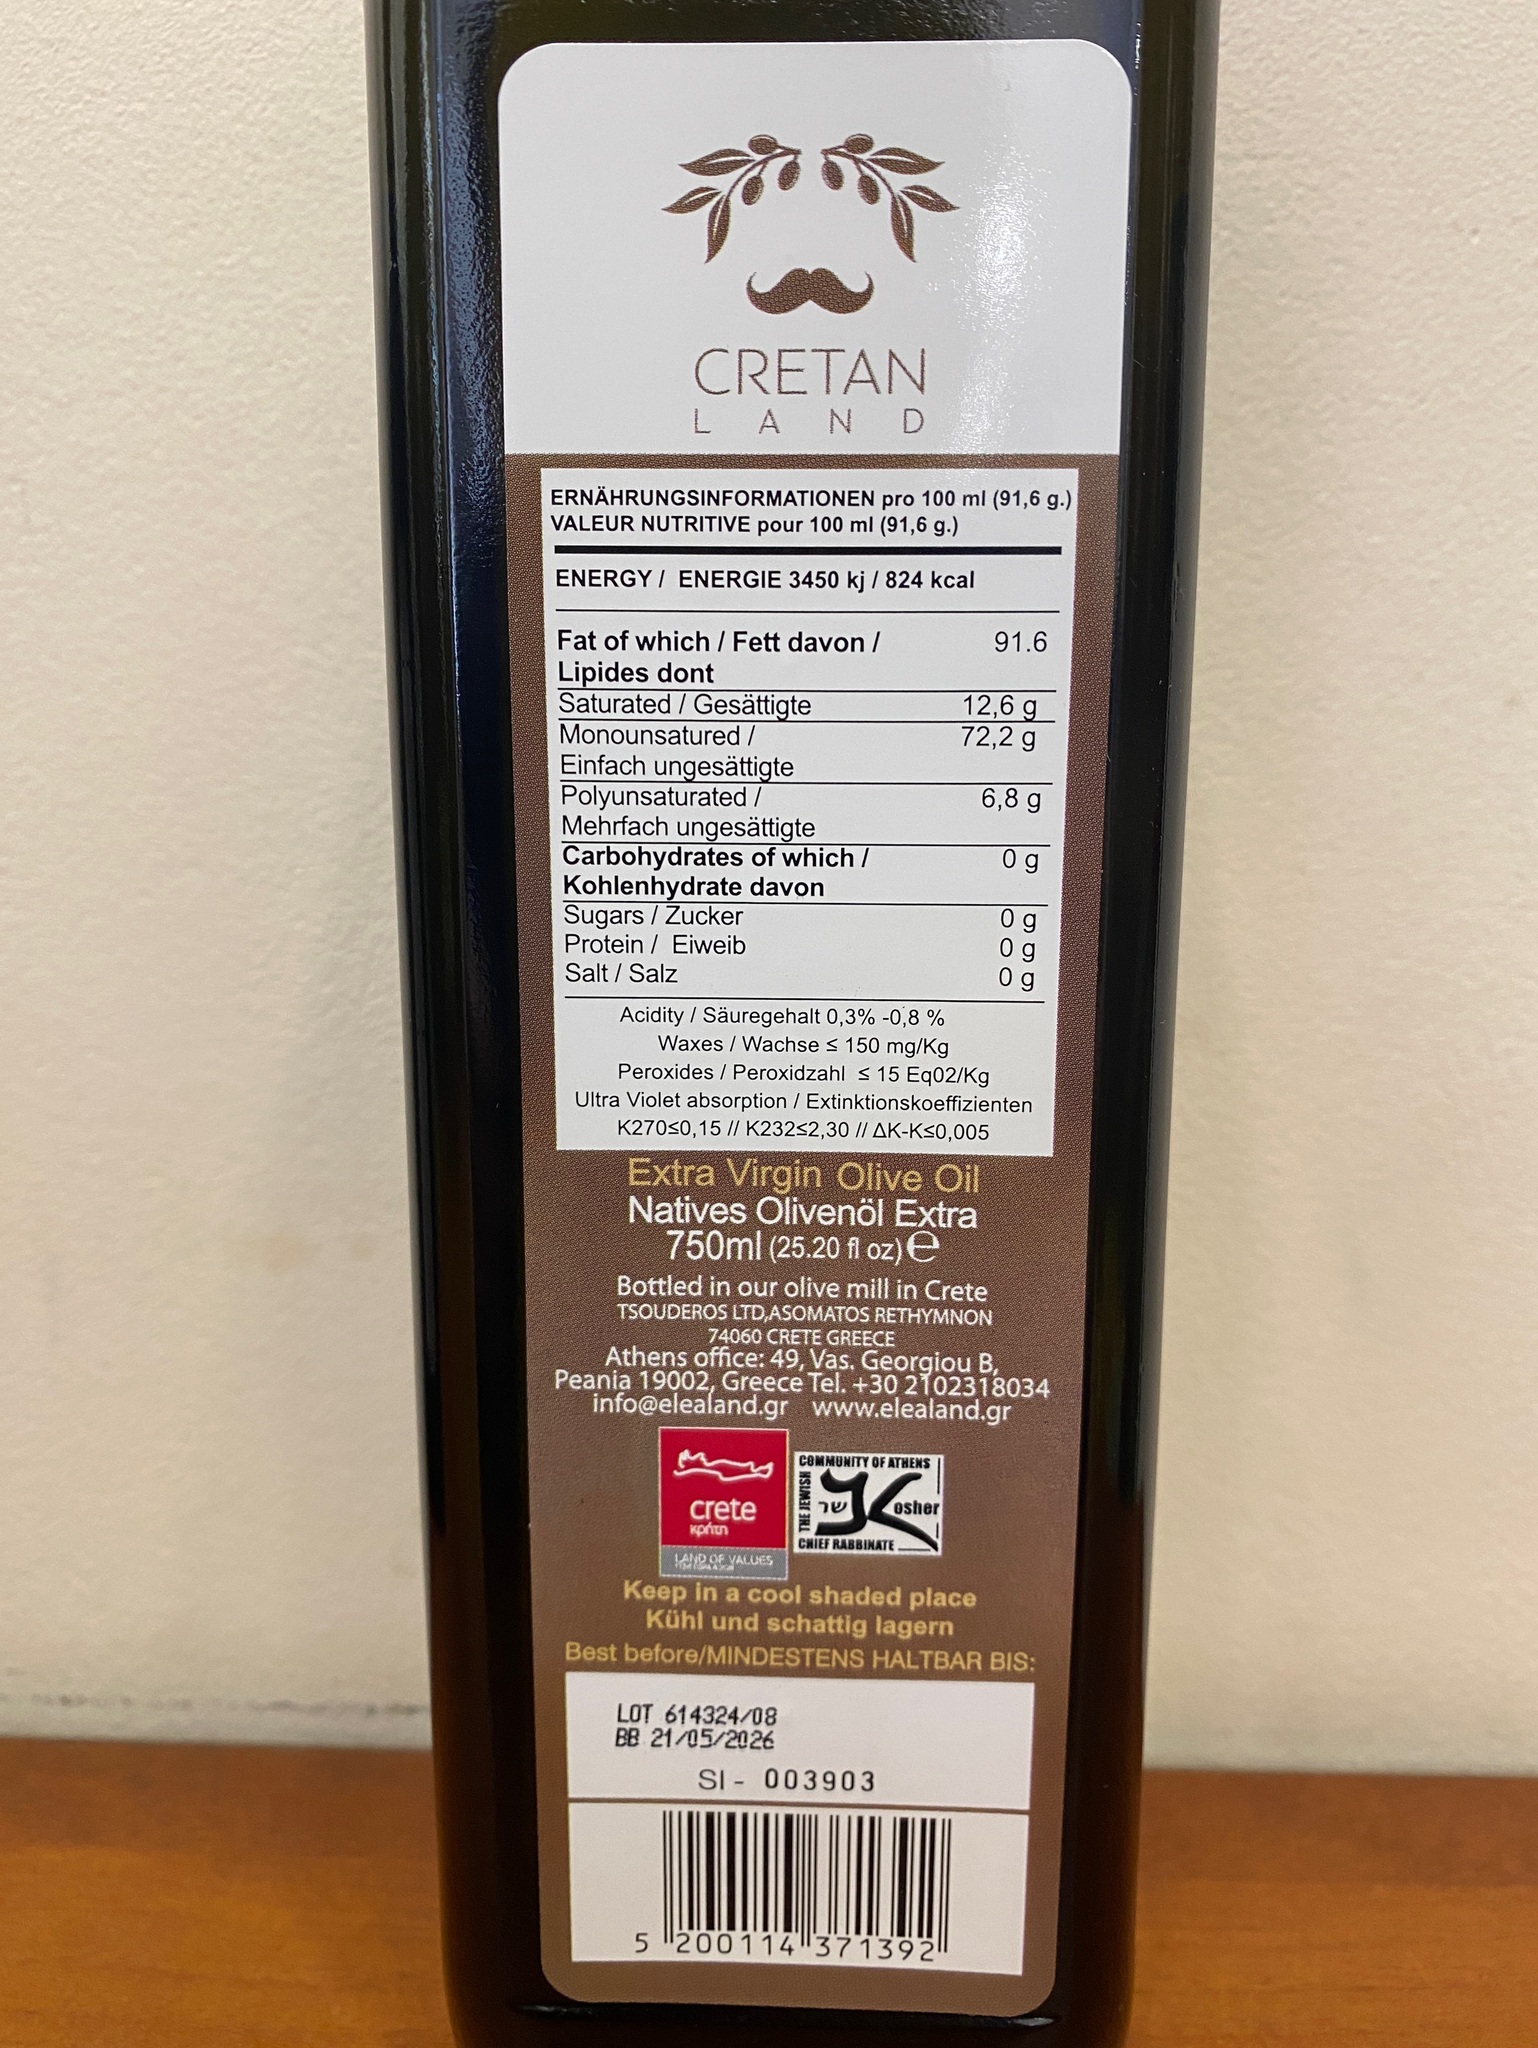 CRETAN
LAND
ERNÄHRUNGSINFORMATIONEN pro 100 ml (91,6 g.)
VALEUR NUTRITIVE pour 100 ml (91,6 g.)
ENERGY / ENERGIE 3450 kj / 824 kcal
Fat of which / Fett davon / 91.6
Lipides dont
Saturated / Gesättigte 12,6 g
Monounsatured / 72,2 g
Einfach ungesättigte
Polyunsaturated / 6,8 g
Mehrfach ungesättigte
Carbohydrates of which / 0 g
Kohlenhydrate davon
Sugars / Zucker 0 g
Protein / Eiweib 0 g
Salt / Salz 0 g
Acidity / Säuregehalt 0,3% -0,8 %
Waxes / Wachse ≤ 150 mg/Kg
Peroxides / Peroxidzahl ≤ 15 Eq02/Kg
Ultra Violet absorption / Extinktionskoeffizienten
K270≤0,15 // K232≤2,30 // ΔK-K≤0,005
Extra Virgin Olive Oil
Natives Olivenöl Extra
750ml (25.20 fl oz) ℮
Bottled in our olive mill in Crete
TSOUDEROS LTD,ASOMATOS RETHYMNON
74060 CRETE GREECE
Athens office: 49, Vas. Georgiou B,
Peania 19002, Greece Tel. +30 2102318034
info@elealand.gr www.elealand.gr
crete
κρήτη
LAND OF VALUES
COMMUNITY OF ATHENS
THE JEWISH
שר Kosher
CHIEF RABBINATE
Keep in a cool shaded place
Kühl und schattig lagern
Best before/MINDESTENS HALTBAR BIS:
LOT 614324/08
BB 21/05/2026
SI - 003903
5 200114 371392